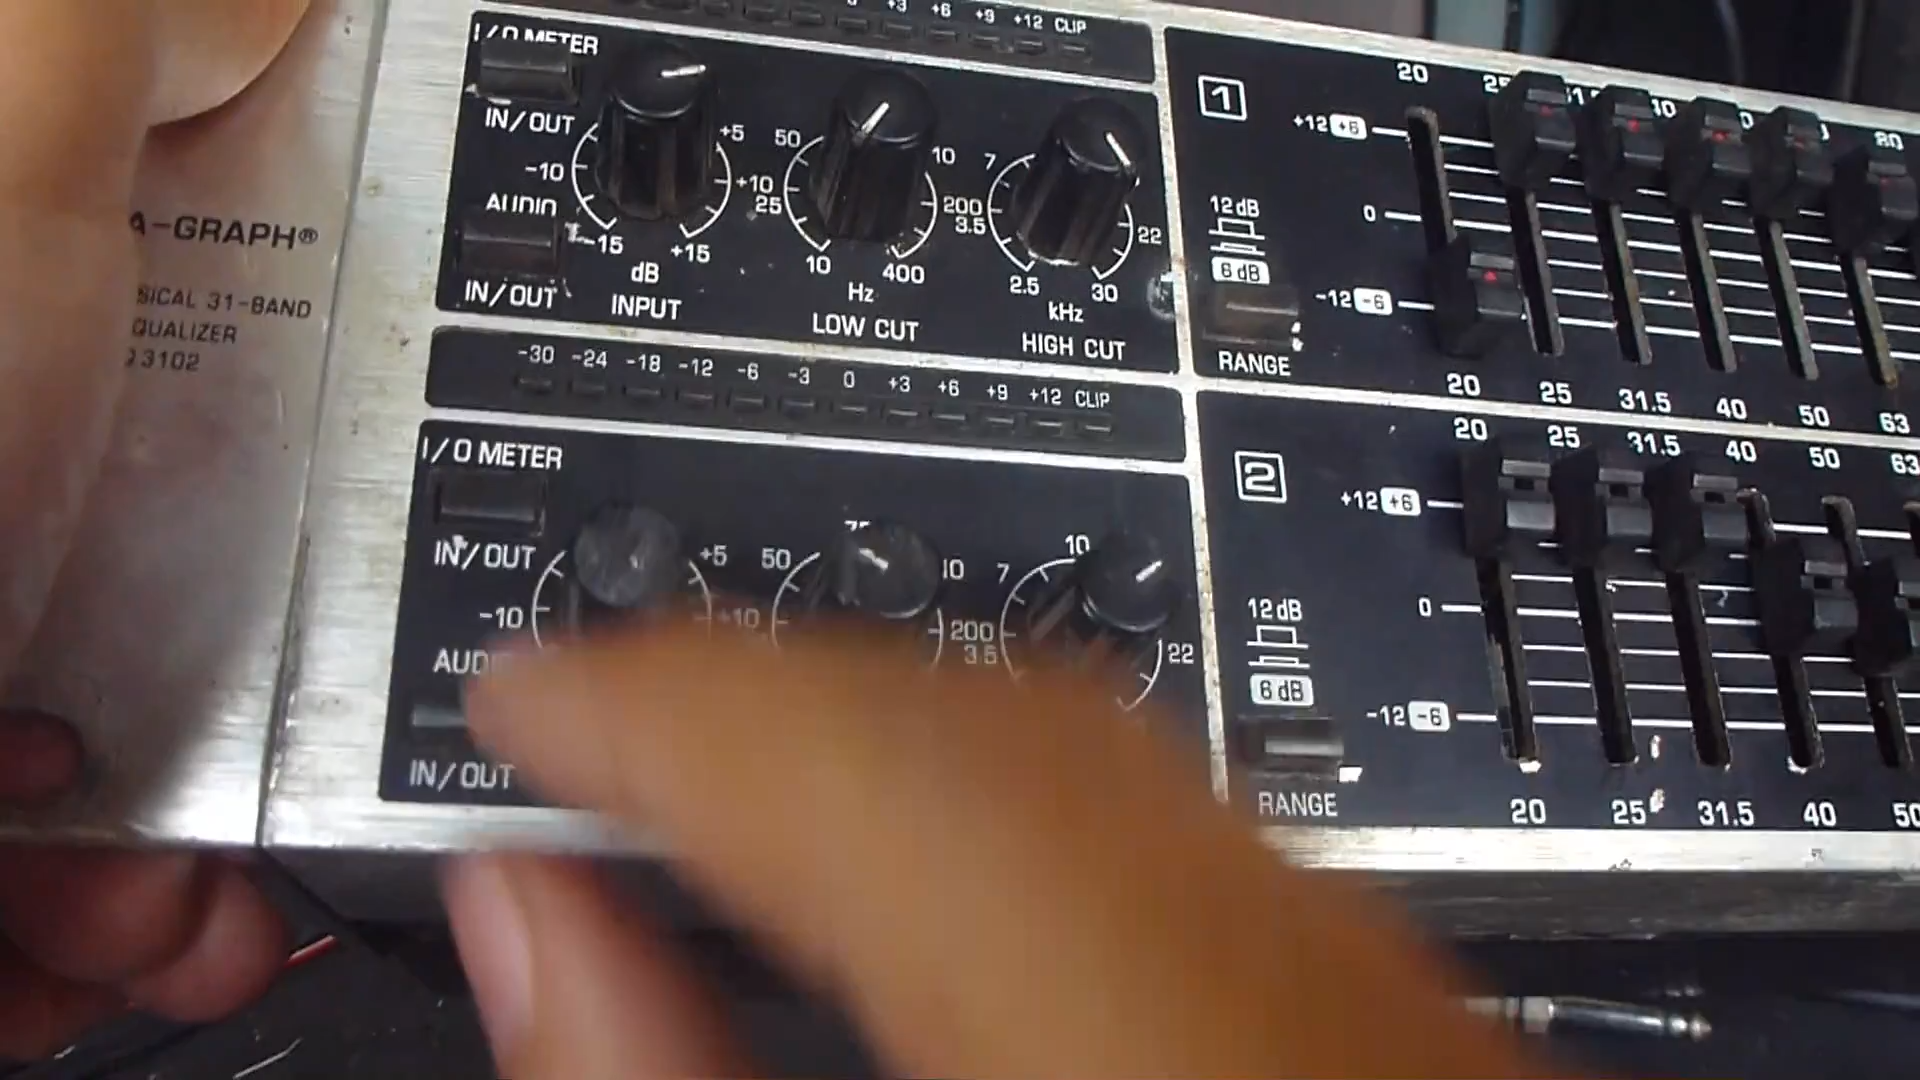 +3 +6 +9 +12 CLIP
I/O METER
IN/OUT
-10
AUDIO
IN/OUT
+5
+10
-15 +15
dB
INPUT
50
25
10 400
10
200
Hz
LOW CUT
7
3.5
2.5 30
22
kHz
HIGH CUT
A-GRAPH®
SICAL 31-BAND
QUALIZER
Q3102
-30 -24 -18 -12 -6 -3 0 +3 +6 +9 +12 CLIP
I/O METER
IN/OUT
-10
AUD
IN/OUT
+5
+10
50
200
7
10
3.5
22
1
20
+12 +6
0
-12 -6
12 dB
6 dB
RANGE
80
20 25 31.5 40 50 63
2
20 25 31.5 40 50 63
+12 +6
0
-12 -6
12 dB
6 dB
RANGE
20 25 31.5 40 50